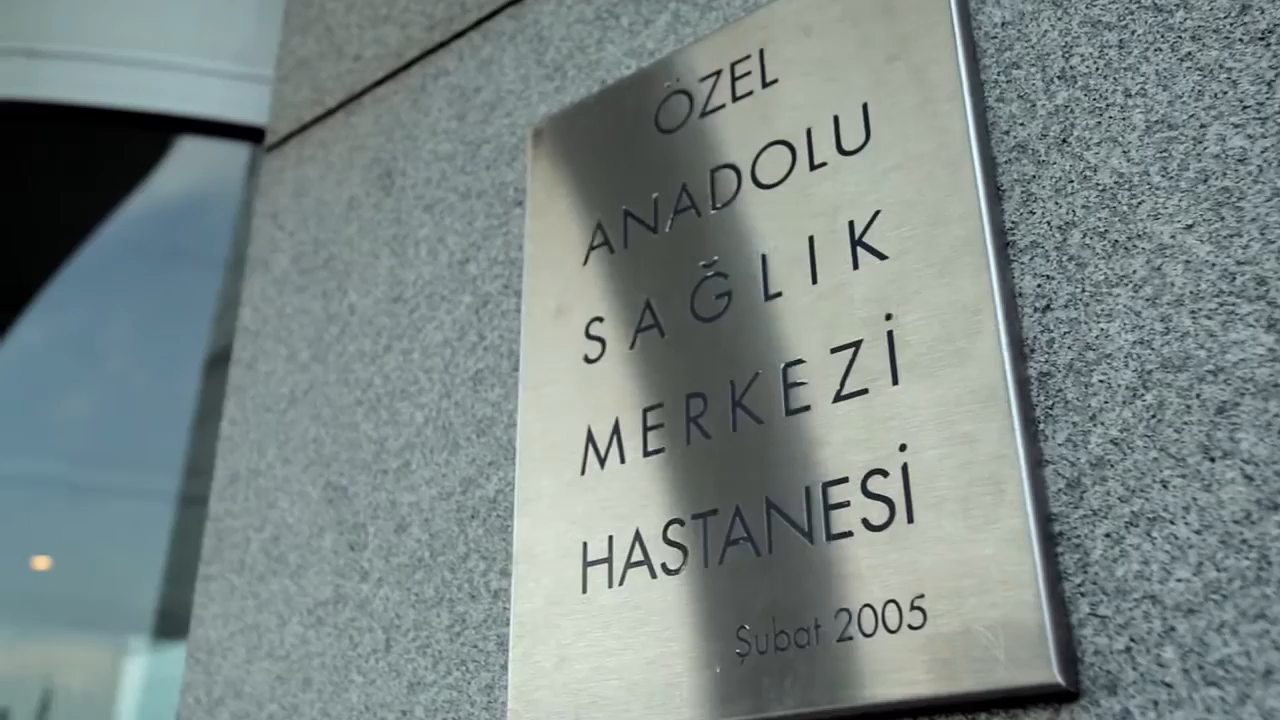 ÖZEL
ANADOLU
SAĞLIK
MERKEZİ
HASTANESİ
Şubat 2005